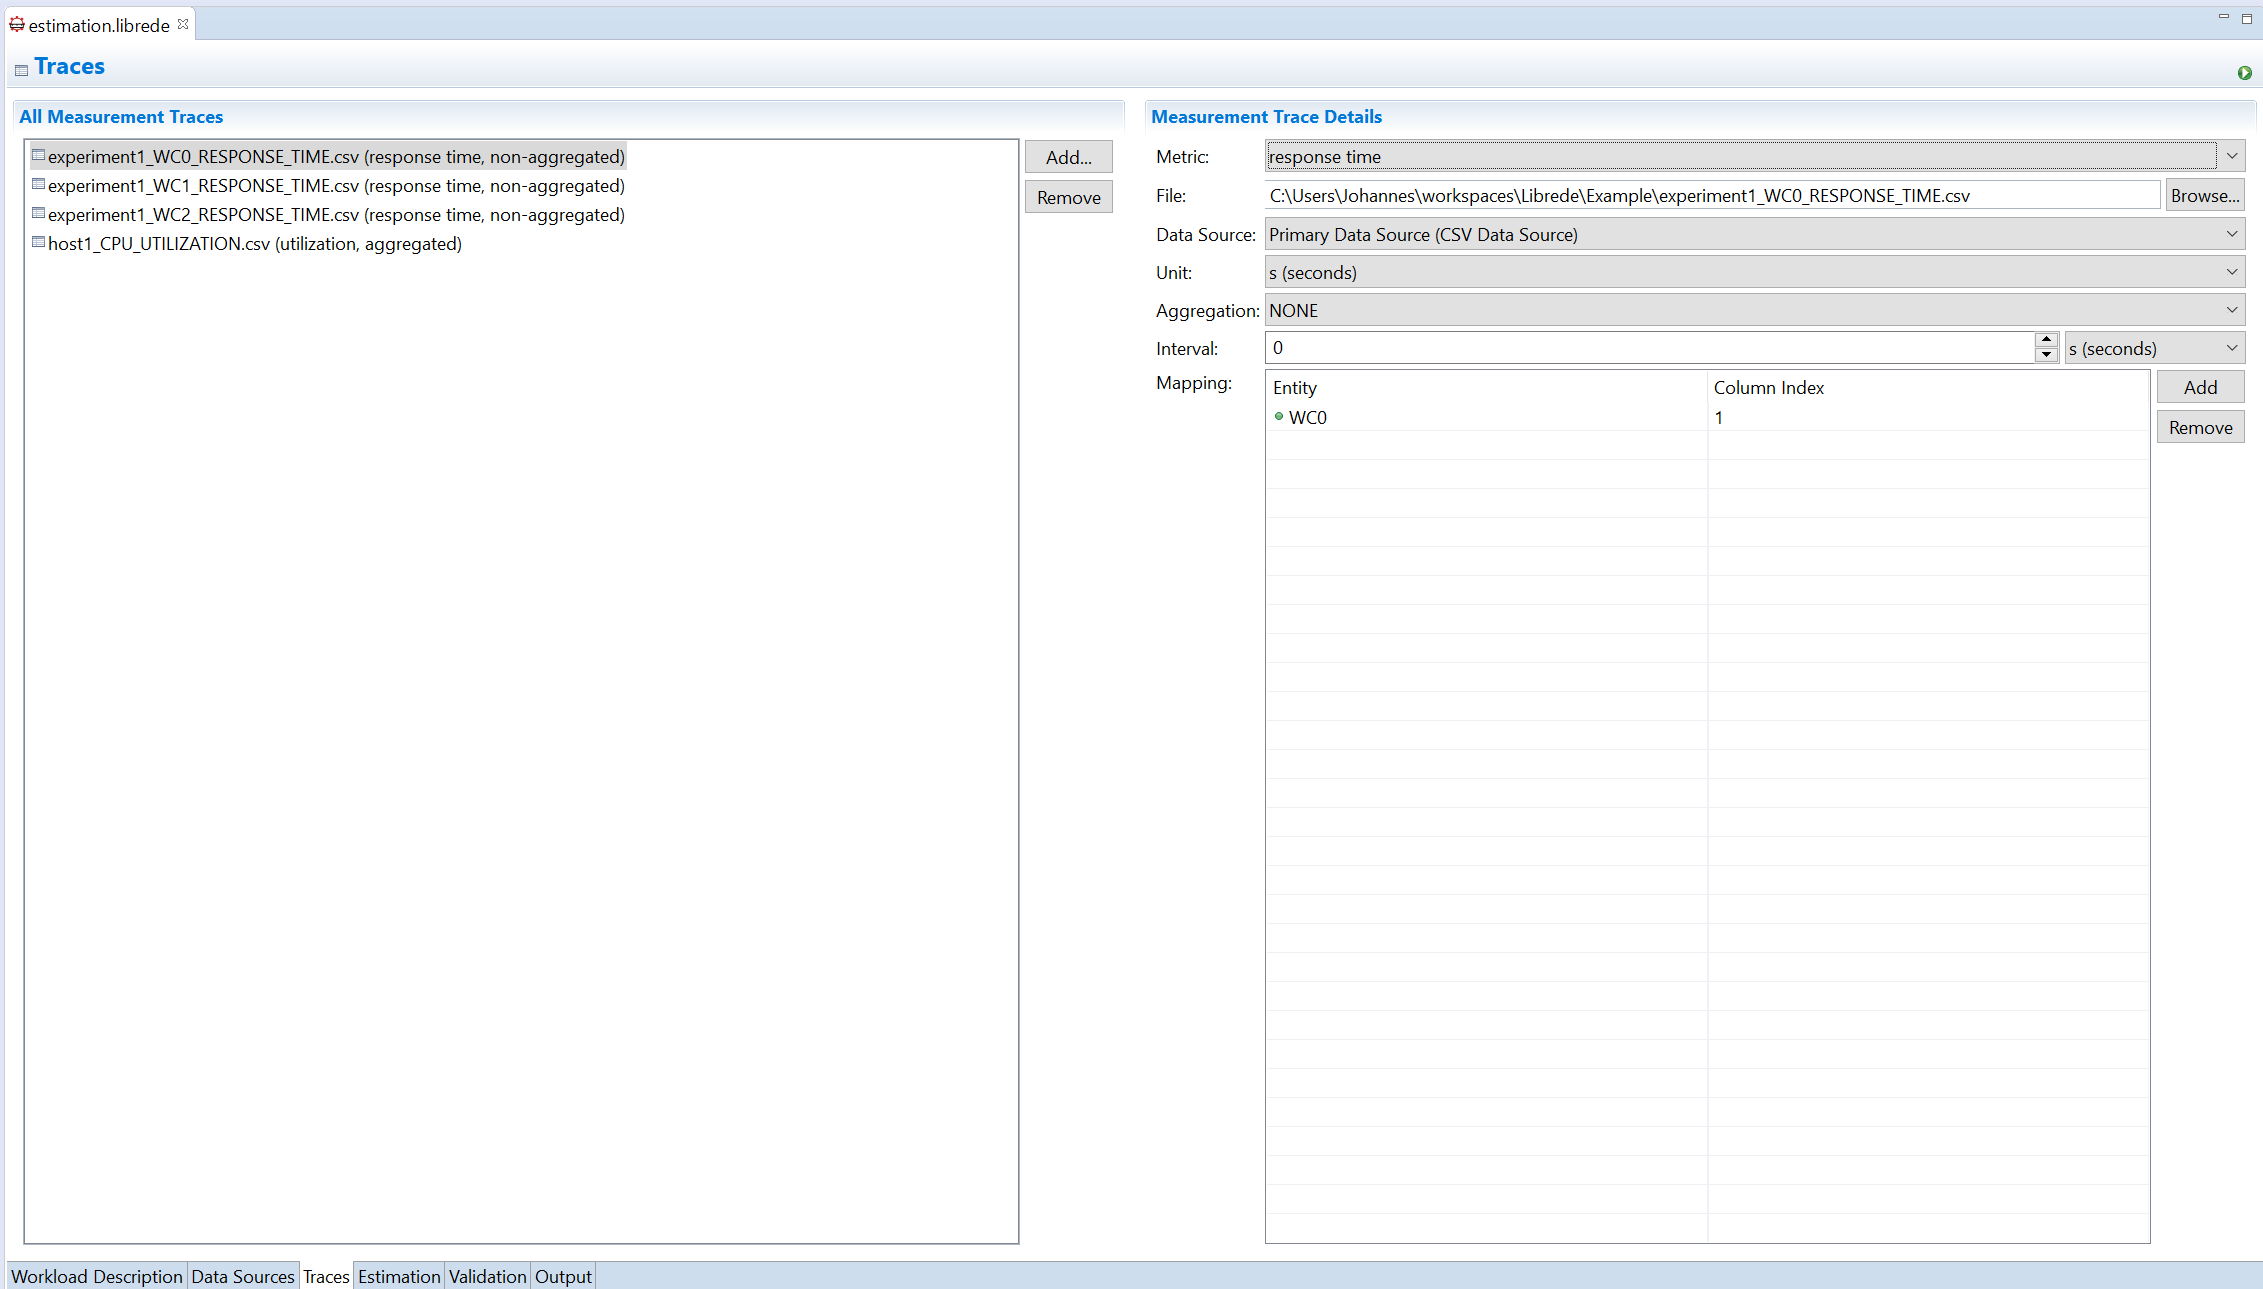 estimation.librede
Traces
All Measurement Traces
experiment1_WC0_RESPONSE_TIME.csv (response time, non-aggregated)
experiment1_WC1_RESPONSE_TIME.csv (response time, non-aggregated)
experiment1_WC2_RESPONSE_TIME.csv (response time, non-aggregated)
host1_CPU_UTILIZATION.csv (utilization, aggregated)
Add...
Remove
Measurement Trace Details
Metric: response time
File: C:\Users\Johannes\workspaces\Librede\Example\experiment1_WC0_RESPONSE_TIME.csv Browse...
Data Source: Primary Data Source (CSV Data Source)
Unit: s (seconds)
Aggregation: NONE
Interval: 0 s (seconds)
Mapping: Entity Column Index Add
WC0 1
Remove
Workload Description Data Sources Traces Estimation Validation Output